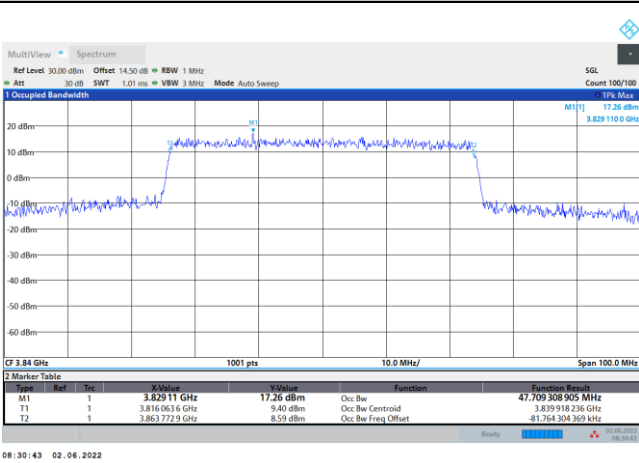 MultiView Spectrum
Ref Level 30.00 dBm Offset 14.50 dB RBW 1 MHz SGL
Att 30 dB SWT 1.01 ms VBW 3 MHz Mode Auto Sweep Count 100/100
1 Occupied Bandwidth 1Pk Max
M1[1] 17.26 dBm
3.829 110 0 GHz
M1
20 dBm
T1 T2
10 dBm
0 dBm
-10 dBm
-20 dBm
-30 dBm
-40 dBm
-50 dBm
-60 dBm
CF 3.84 GHz 1001 pts 10.0 MHz/ Span 100.0 MHz
2 Marker Table
Type Ref Trc X-Value Y-Value Function Function Result
M1 1 3.829 11 GHz 17.26 dBm Occ Bw 47.709 308 905 MHz
T1 1 3.816 063 6 GHz 9.40 dBm Occ Bw Centroid 3.839 918 236 GHz
T2 1 3.863 772 9 GHz 8.59 dBm Occ Bw Freq Offset -81.764 304 369 kHz
Ready 02.06.2022
08:30:42
08:30:43 02.06.2022